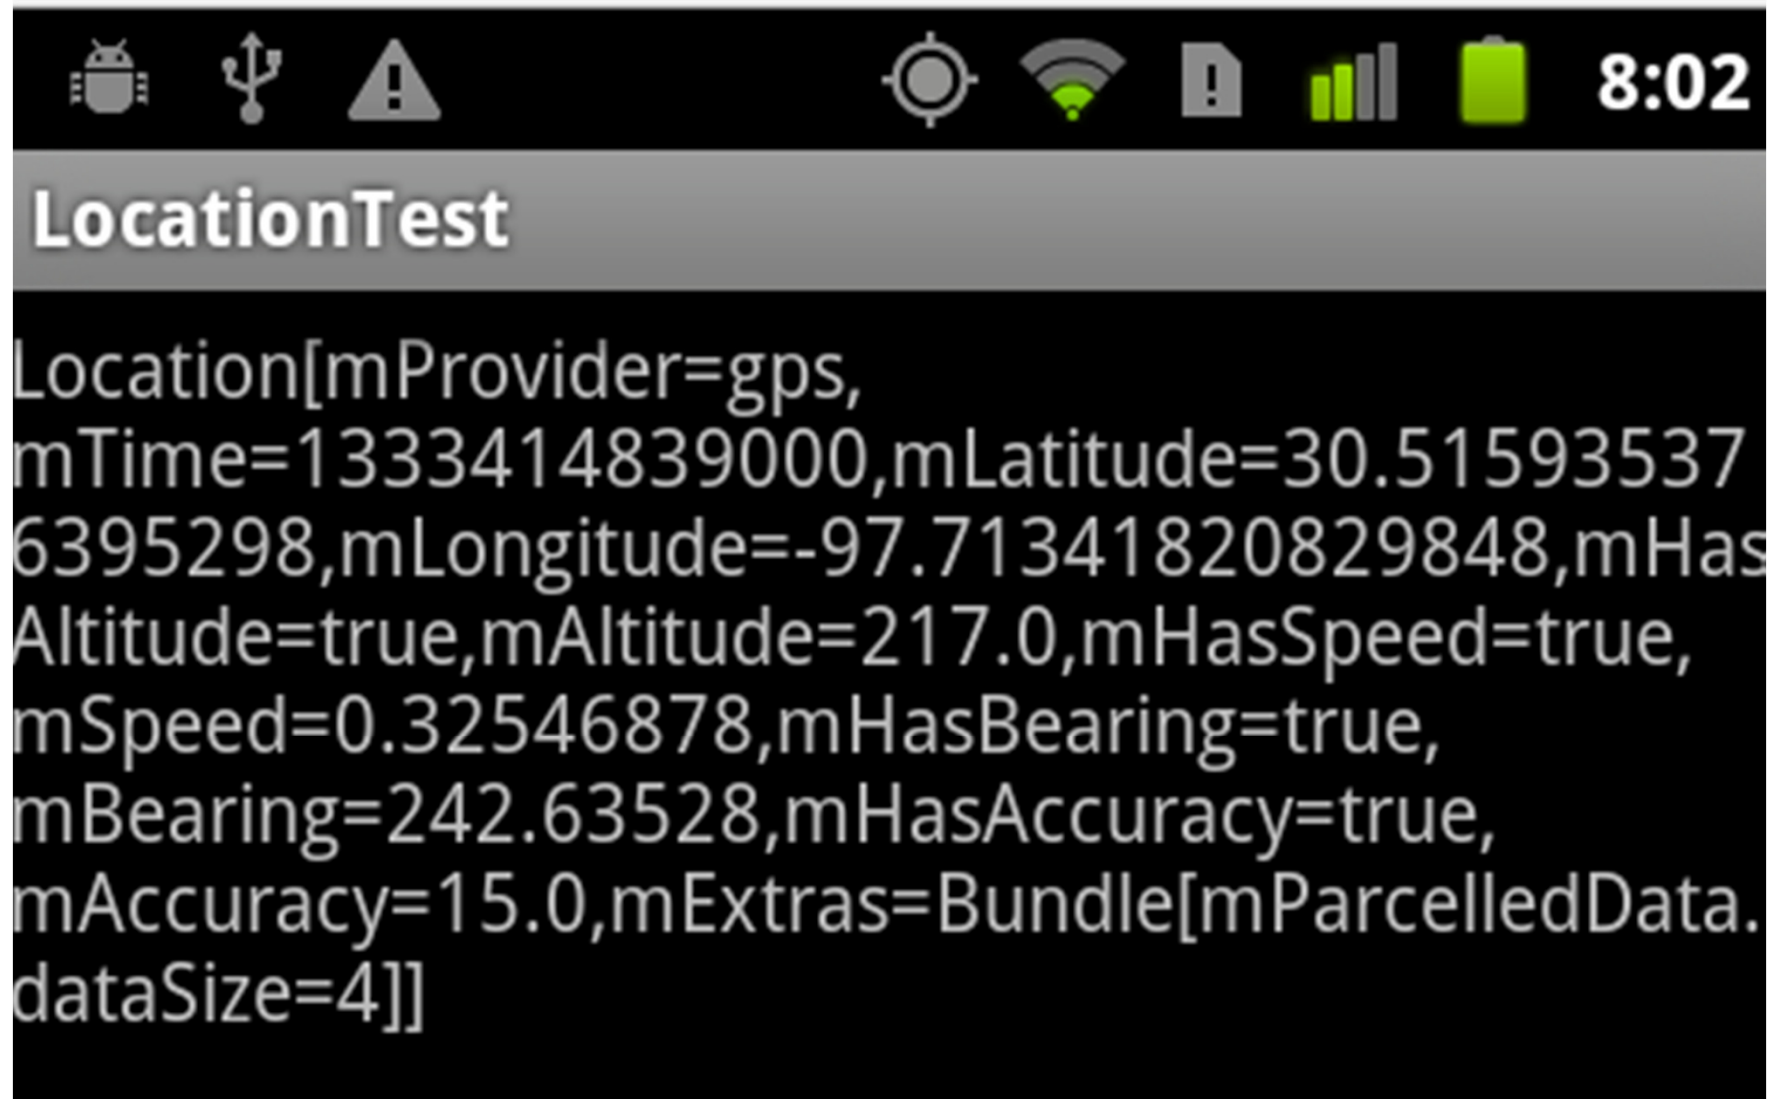 8:02
LocationTest
Location[mProvider=gps,
mTime=1333414839000,mLatitude=30.51593537
6395298,mLongitude=-97.71341820829848,mHas
Altitude=true,mAltitude=217.0,mHasSpeed=true,
mSpeed=0.32546878,mHasBearing=true,
mBearing=242.63528,mHasAccuracy=true,
mAccuracy=15.0,mExtras=Bundle[mParcelledData.
dataSize=4]]